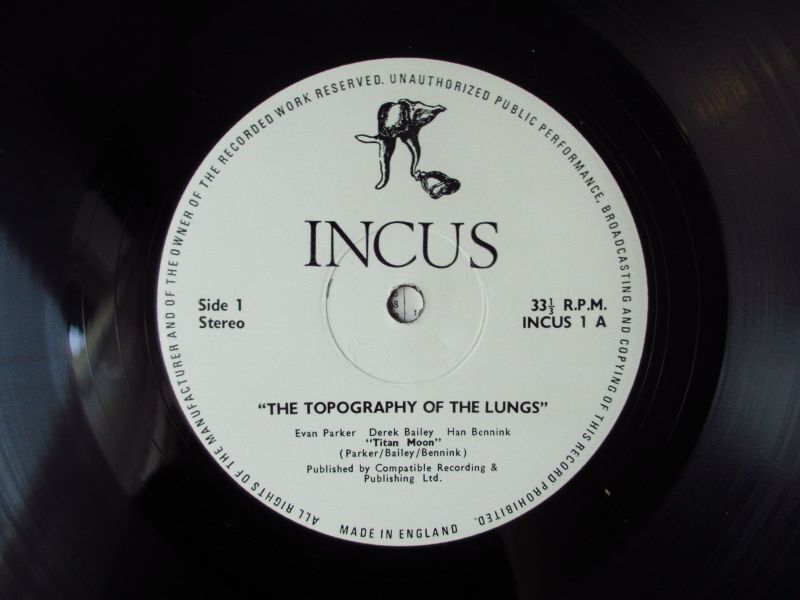 ALL RIGHTS OF THE MANUFACTURER AND OF THE OWNER OF THE RECORDED WORK RESERVED. UNAUTHORIZED PUBLIC PERFORMANCE, BROADCASTING AND COPYING OF THIS RECORD PROHIBITED.
INCUS
Side 1
Stereo
33⅓ R.P.M.
INCUS 1 A
"THE TOPOGRAPHY OF THE LUNGS"
Evan Parker Derek Bailey Han Bennink
"Titan Moon"
(Parker/Bailey/Bennink)
Published by Compatible Recording &
Publishing Ltd.
MADE IN ENGLAND